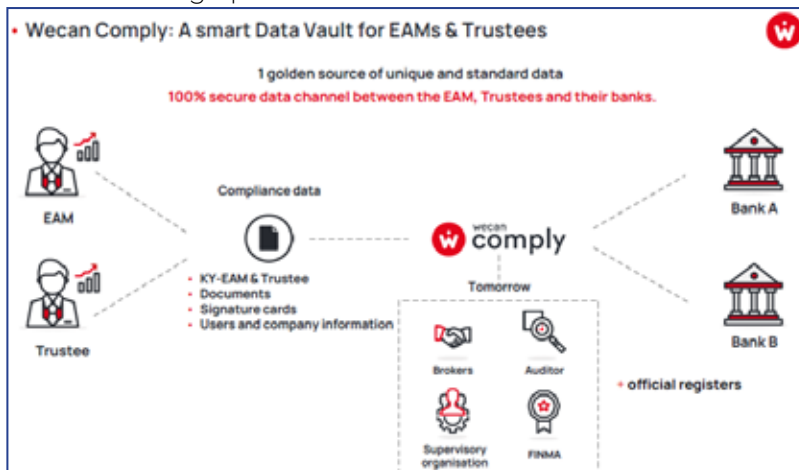 • Wecan Comply: A smart Data Vault for EAMs & Trustees
1 golden source of unique and standard data
100% secure data channel between the EAM, Trustees and their banks.
EAM
Trustee
Compliance data
• KY-EAM & Trustee
• Documents
• Signature cards
• Users and company information
wecan
comply
Tomorrow
Brokers
Auditor
Supervisory
organisation
FINMA
Bank A
Bank B
+ official registers